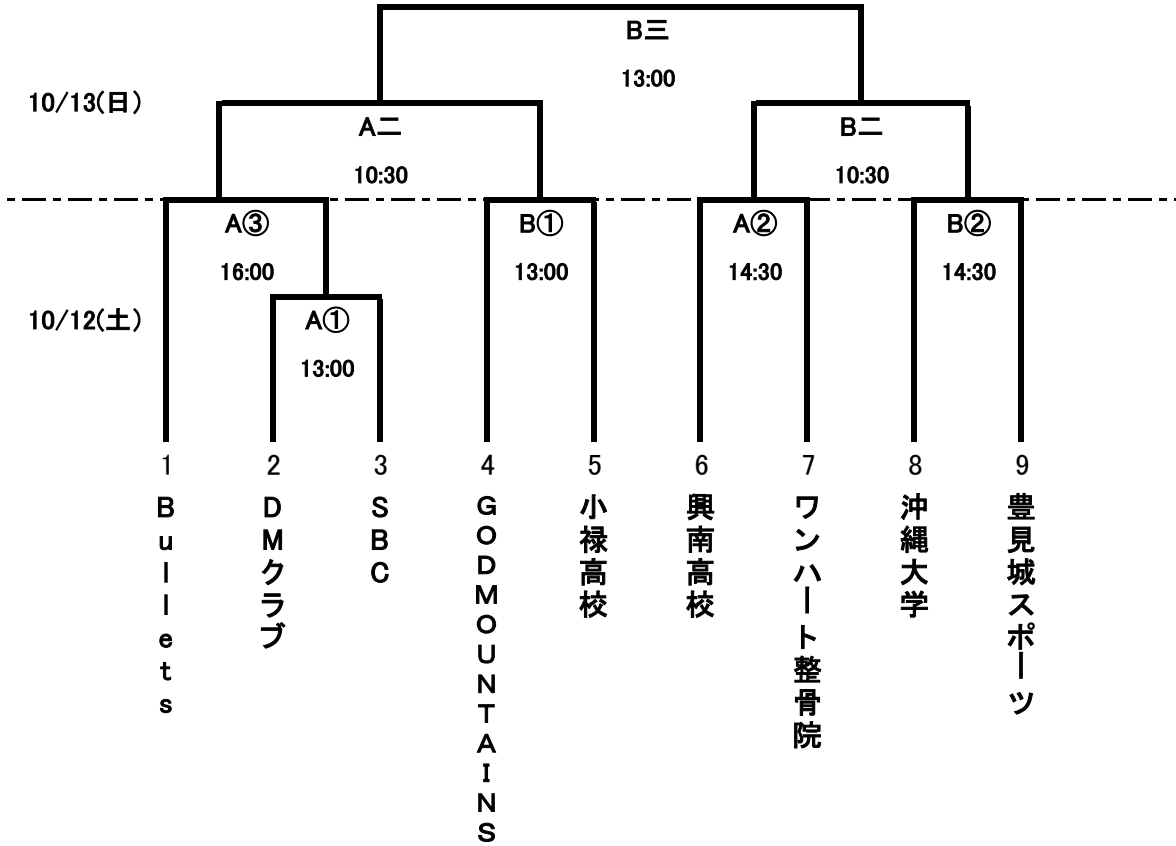 B三
13:00
10/13(日)
A二
B二
10:30
10:30
A③
B①
A②
B②
16:00
13:00
14:30
14:30
10/12(土)
A①
13:00
1
2
3
4
5
6
7
8
9
Bullets
DMクラブ
SBC
GODMOUNTAINS
小禄高校
興南高校
ワンハート整骨院
沖縄大学
豊見城スポーツ